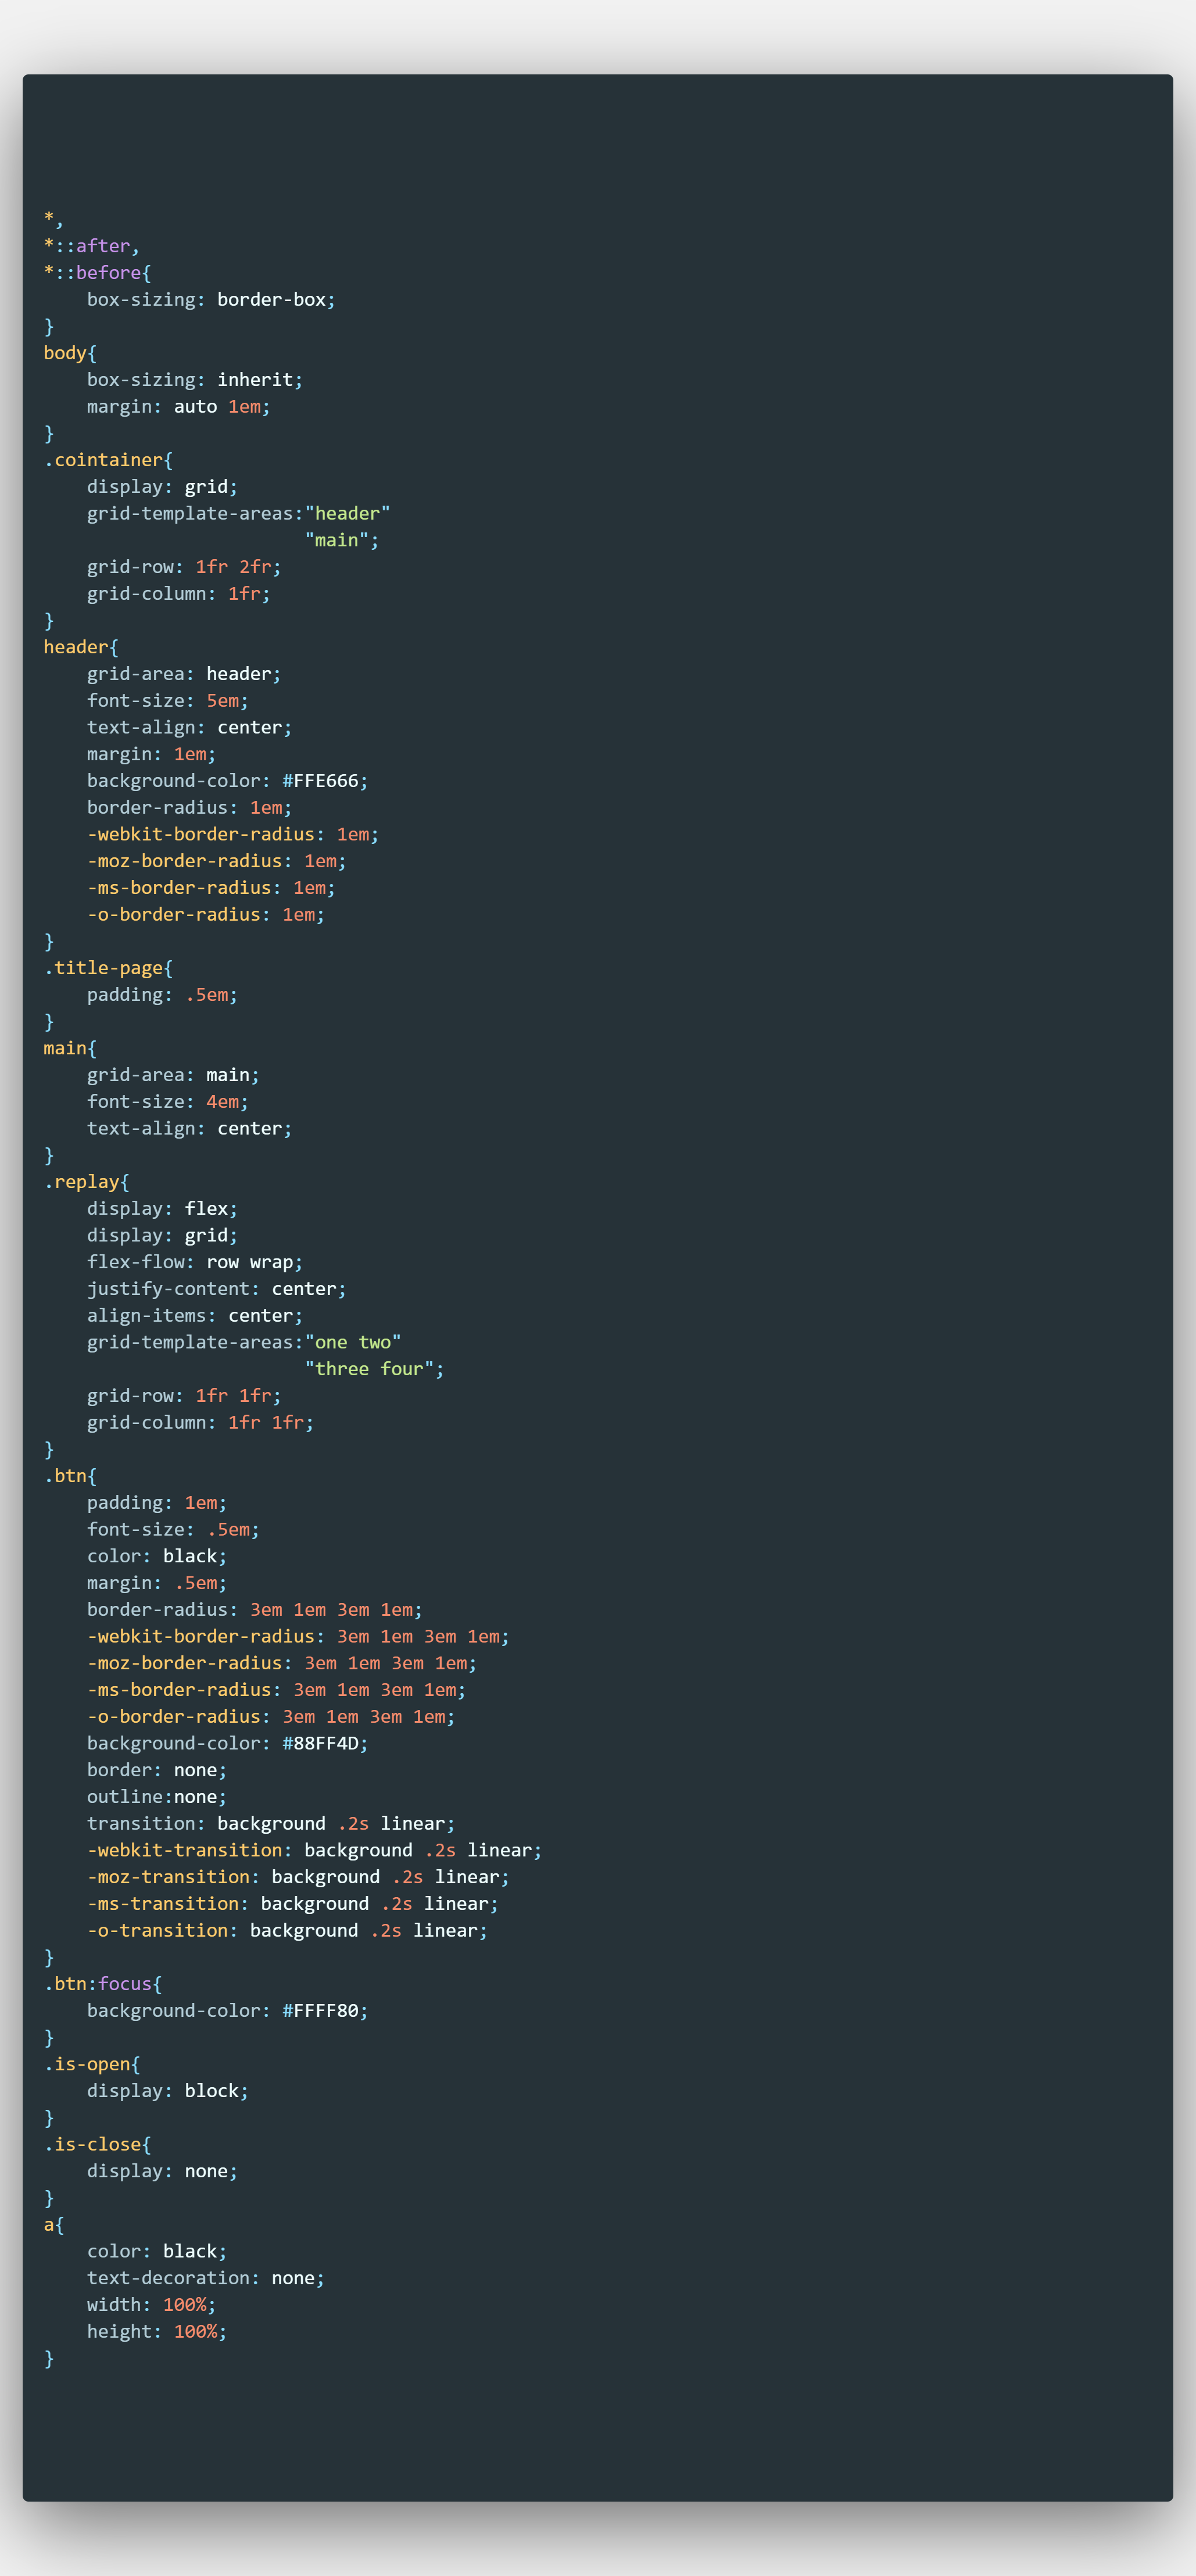 *,
*::after,
*::before{
    box-sizing: border-box;
}
body{
    box-sizing: inherit;
    margin: auto 1em;
}
.cointainer{
    display: grid;
    grid-template-areas:"header"
                        "main";
    grid-row: 1fr 2fr;
    grid-column: 1fr;
}
header{
    grid-area: header;
    font-size: 5em;
    text-align: center;
    margin: 1em;
    background-color: #FFE666;
    border-radius: 1em;
    -webkit-border-radius: 1em;
    -moz-border-radius: 1em;
    -ms-border-radius: 1em;
    -o-border-radius: 1em;
}
.title-page{
    padding: .5em;
}
main{
    grid-area: main;
    font-size: 4em;
    text-align: center;
}
.replay{
    display: flex;
    display: grid;
    flex-flow: row wrap;
    justify-content: center;
    align-items: center;
    grid-template-areas:"one two"
                        "three four";
    grid-row: 1fr 1fr;
    grid-column: 1fr 1fr;
}
.btn{
    padding: 1em;
    font-size: .5em;
    color: black;
    margin: .5em;
    border-radius: 3em 1em 3em 1em;
    -webkit-border-radius: 3em 1em 3em 1em;
    -moz-border-radius: 3em 1em 3em 1em;
    -ms-border-radius: 3em 1em 3em 1em;
    -o-border-radius: 3em 1em 3em 1em;
    background-color: #88FF4D;
    border: none;
    outline:none;
    transition: background .2s linear;
    -webkit-transition: background .2s linear;
    -moz-transition: background .2s linear;
    -ms-transition: background .2s linear;
    -o-transition: background .2s linear;
}
.btn:focus{
    background-color: #FFFF80;
}
.is-open{
    display: block;
}
.is-close{
    display: none;
}
a{
    color: black;
    text-decoration: none;
    width: 100%;
    height: 100%;
}